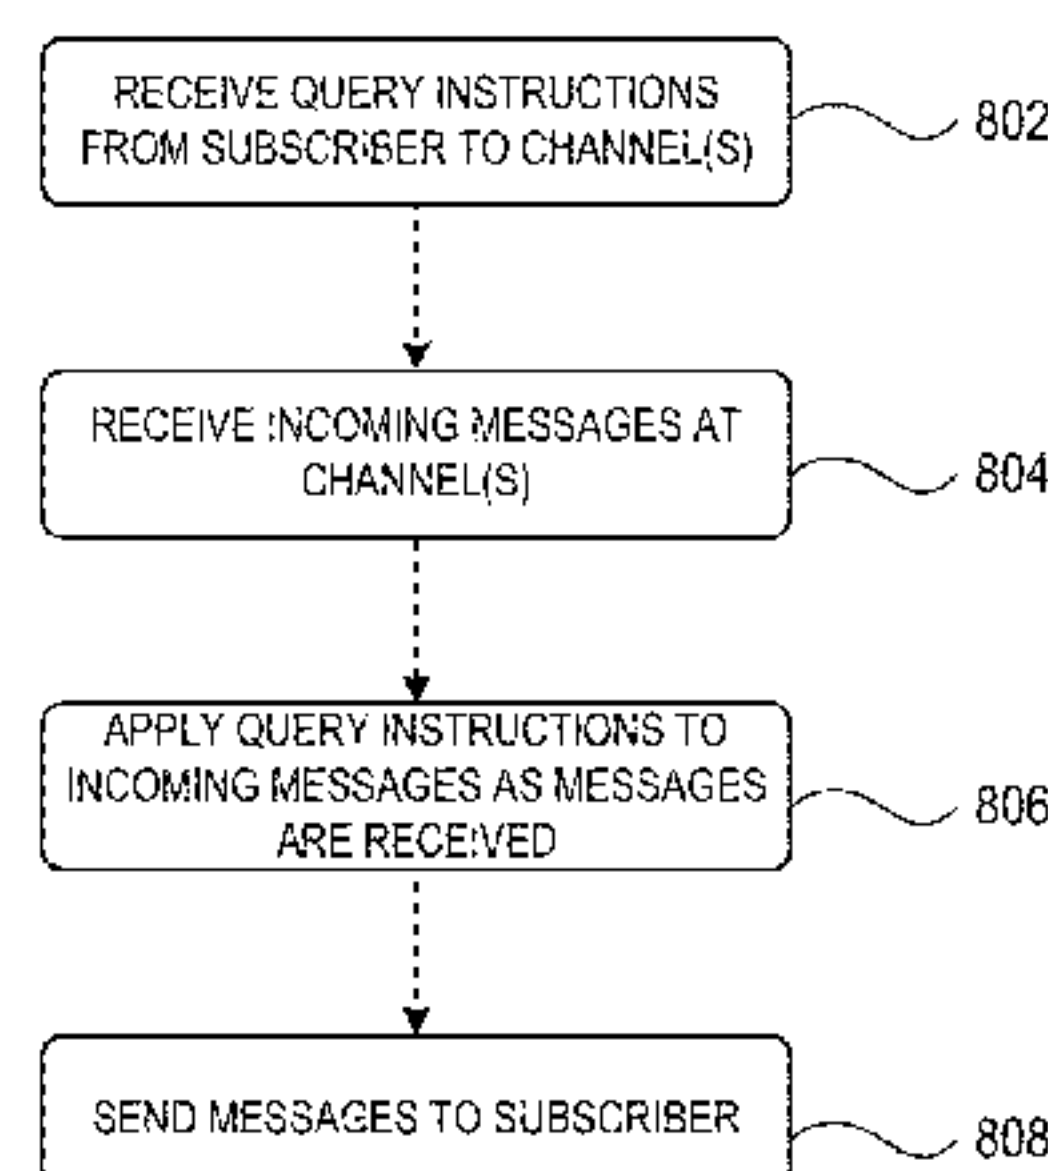 RECEIVE QUERY INSTRUCTIONS
FROM SUBSCRIBER TO CHANNEL(S)
802
RECEIVE INCOMING MESSAGES AT
CHANNEL(S)
804
APPLY QUERY INSTRUCTIONS TO
INCOMING MESSAGES AS MESSAGES
ARE RECEIVED
806
SEND MESSAGES TO SUBSCRIBER
808